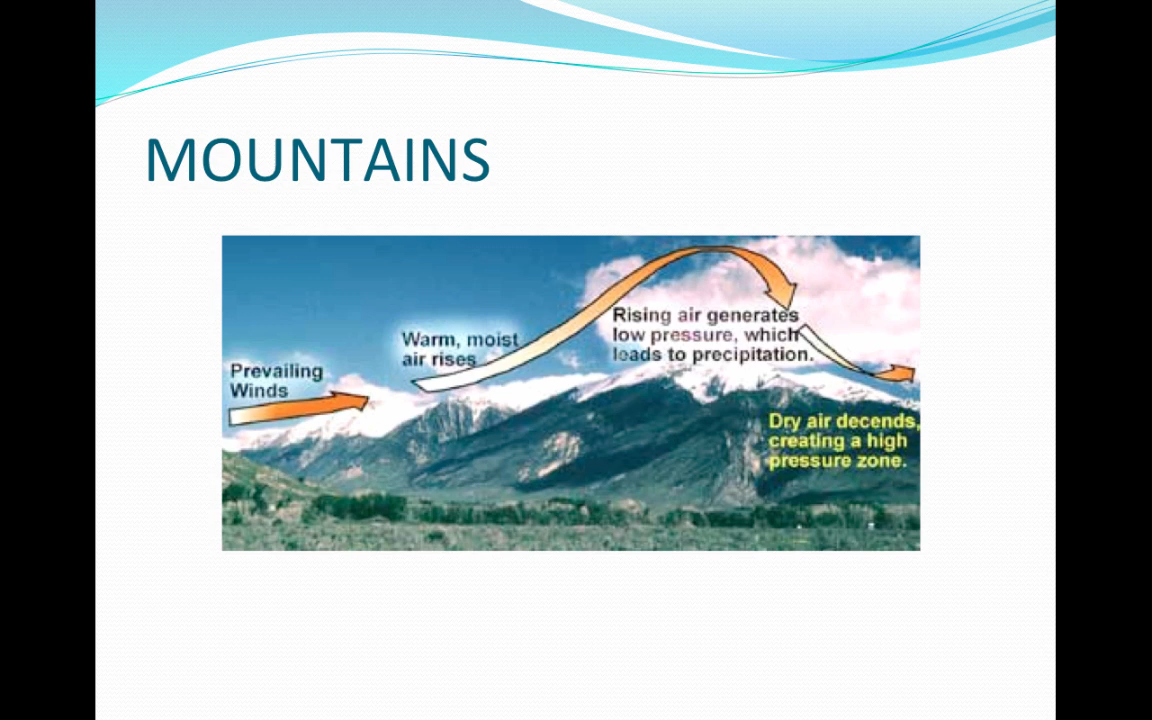 MOUNTAINS
Prevailing
Winds
Warm, moist
air rises
Rising air generates
low pressure, which
leads to precipitation.
Dry air decends,
creating a high
pressure zone.